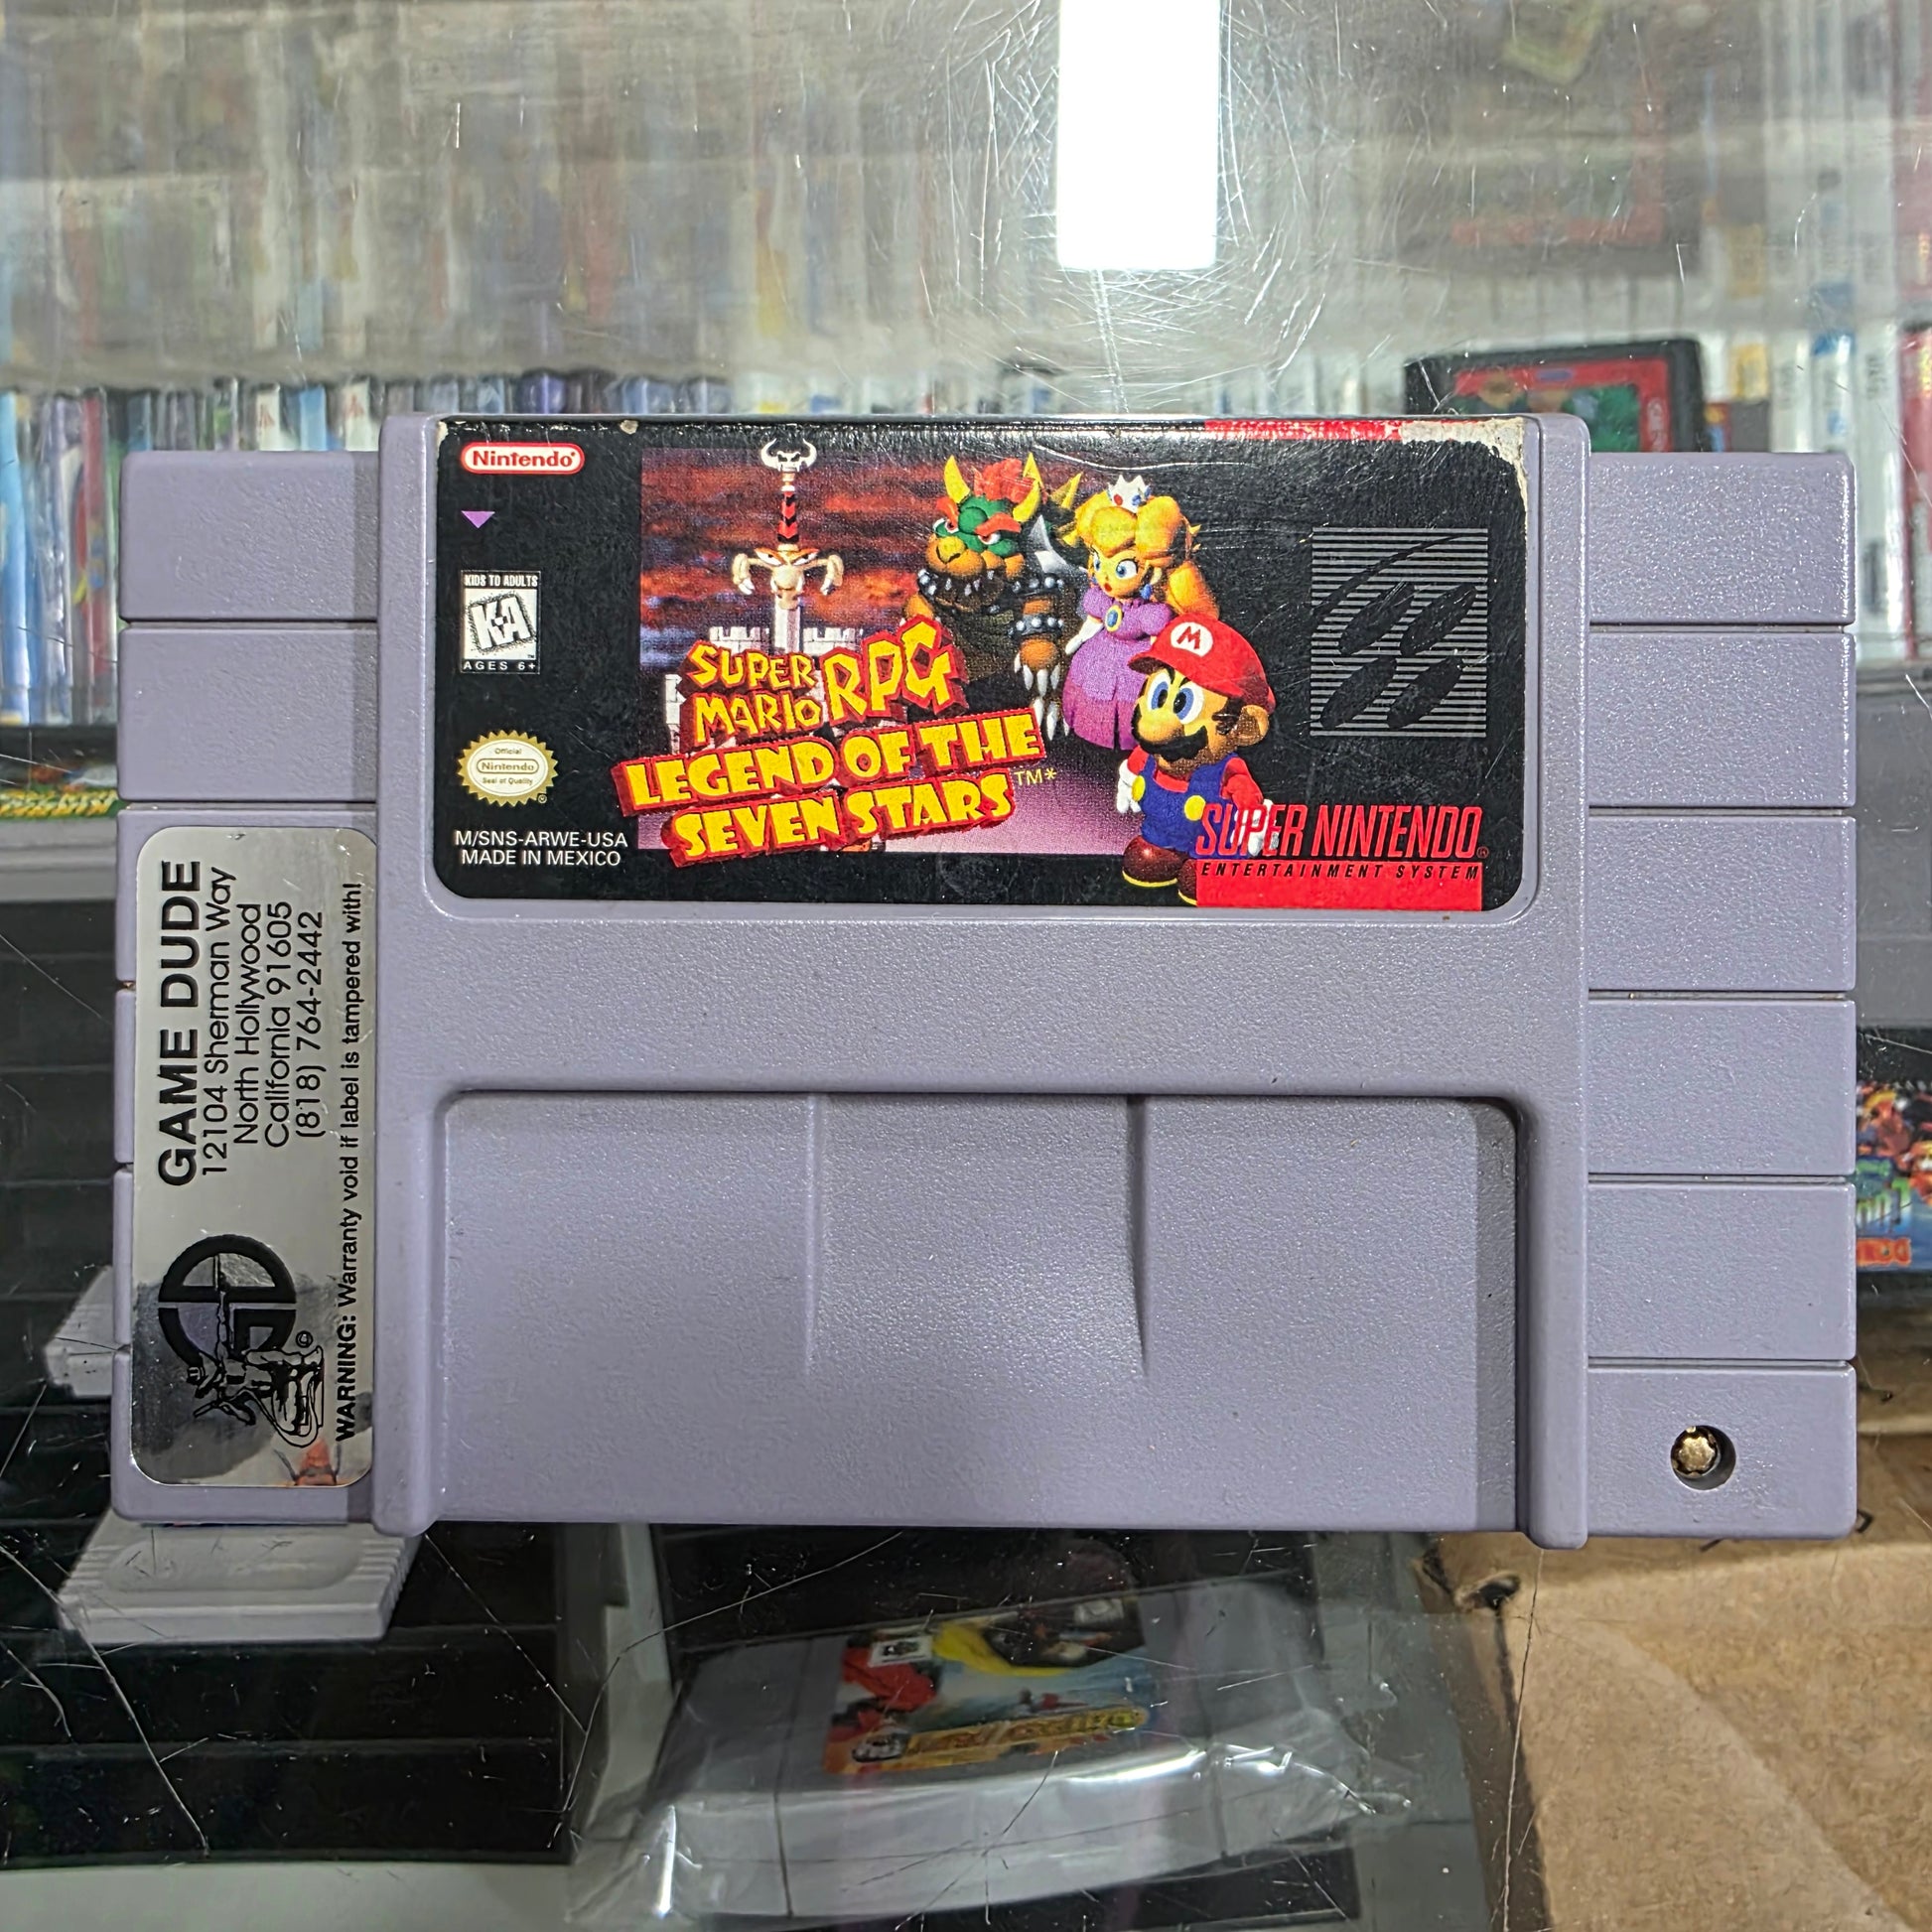 Nintendo
KIDS TO ADULTS
K-A
AGES 6+
Official
Nintendo
Seal of Quality
M/SNS-ARWE-USA
MADE IN MEXICO
SUPER
MARIO RPG
LEGEND OF THE
SEVEN STARS™*
M
SUPER NINTENDO
ENTERTAINMENT SYSTEM
GAME DUDE
12104 Sherman Way
North Hollywood
California 91605
(818) 764-2442
WARNING: Warranty void if label is tampered with!